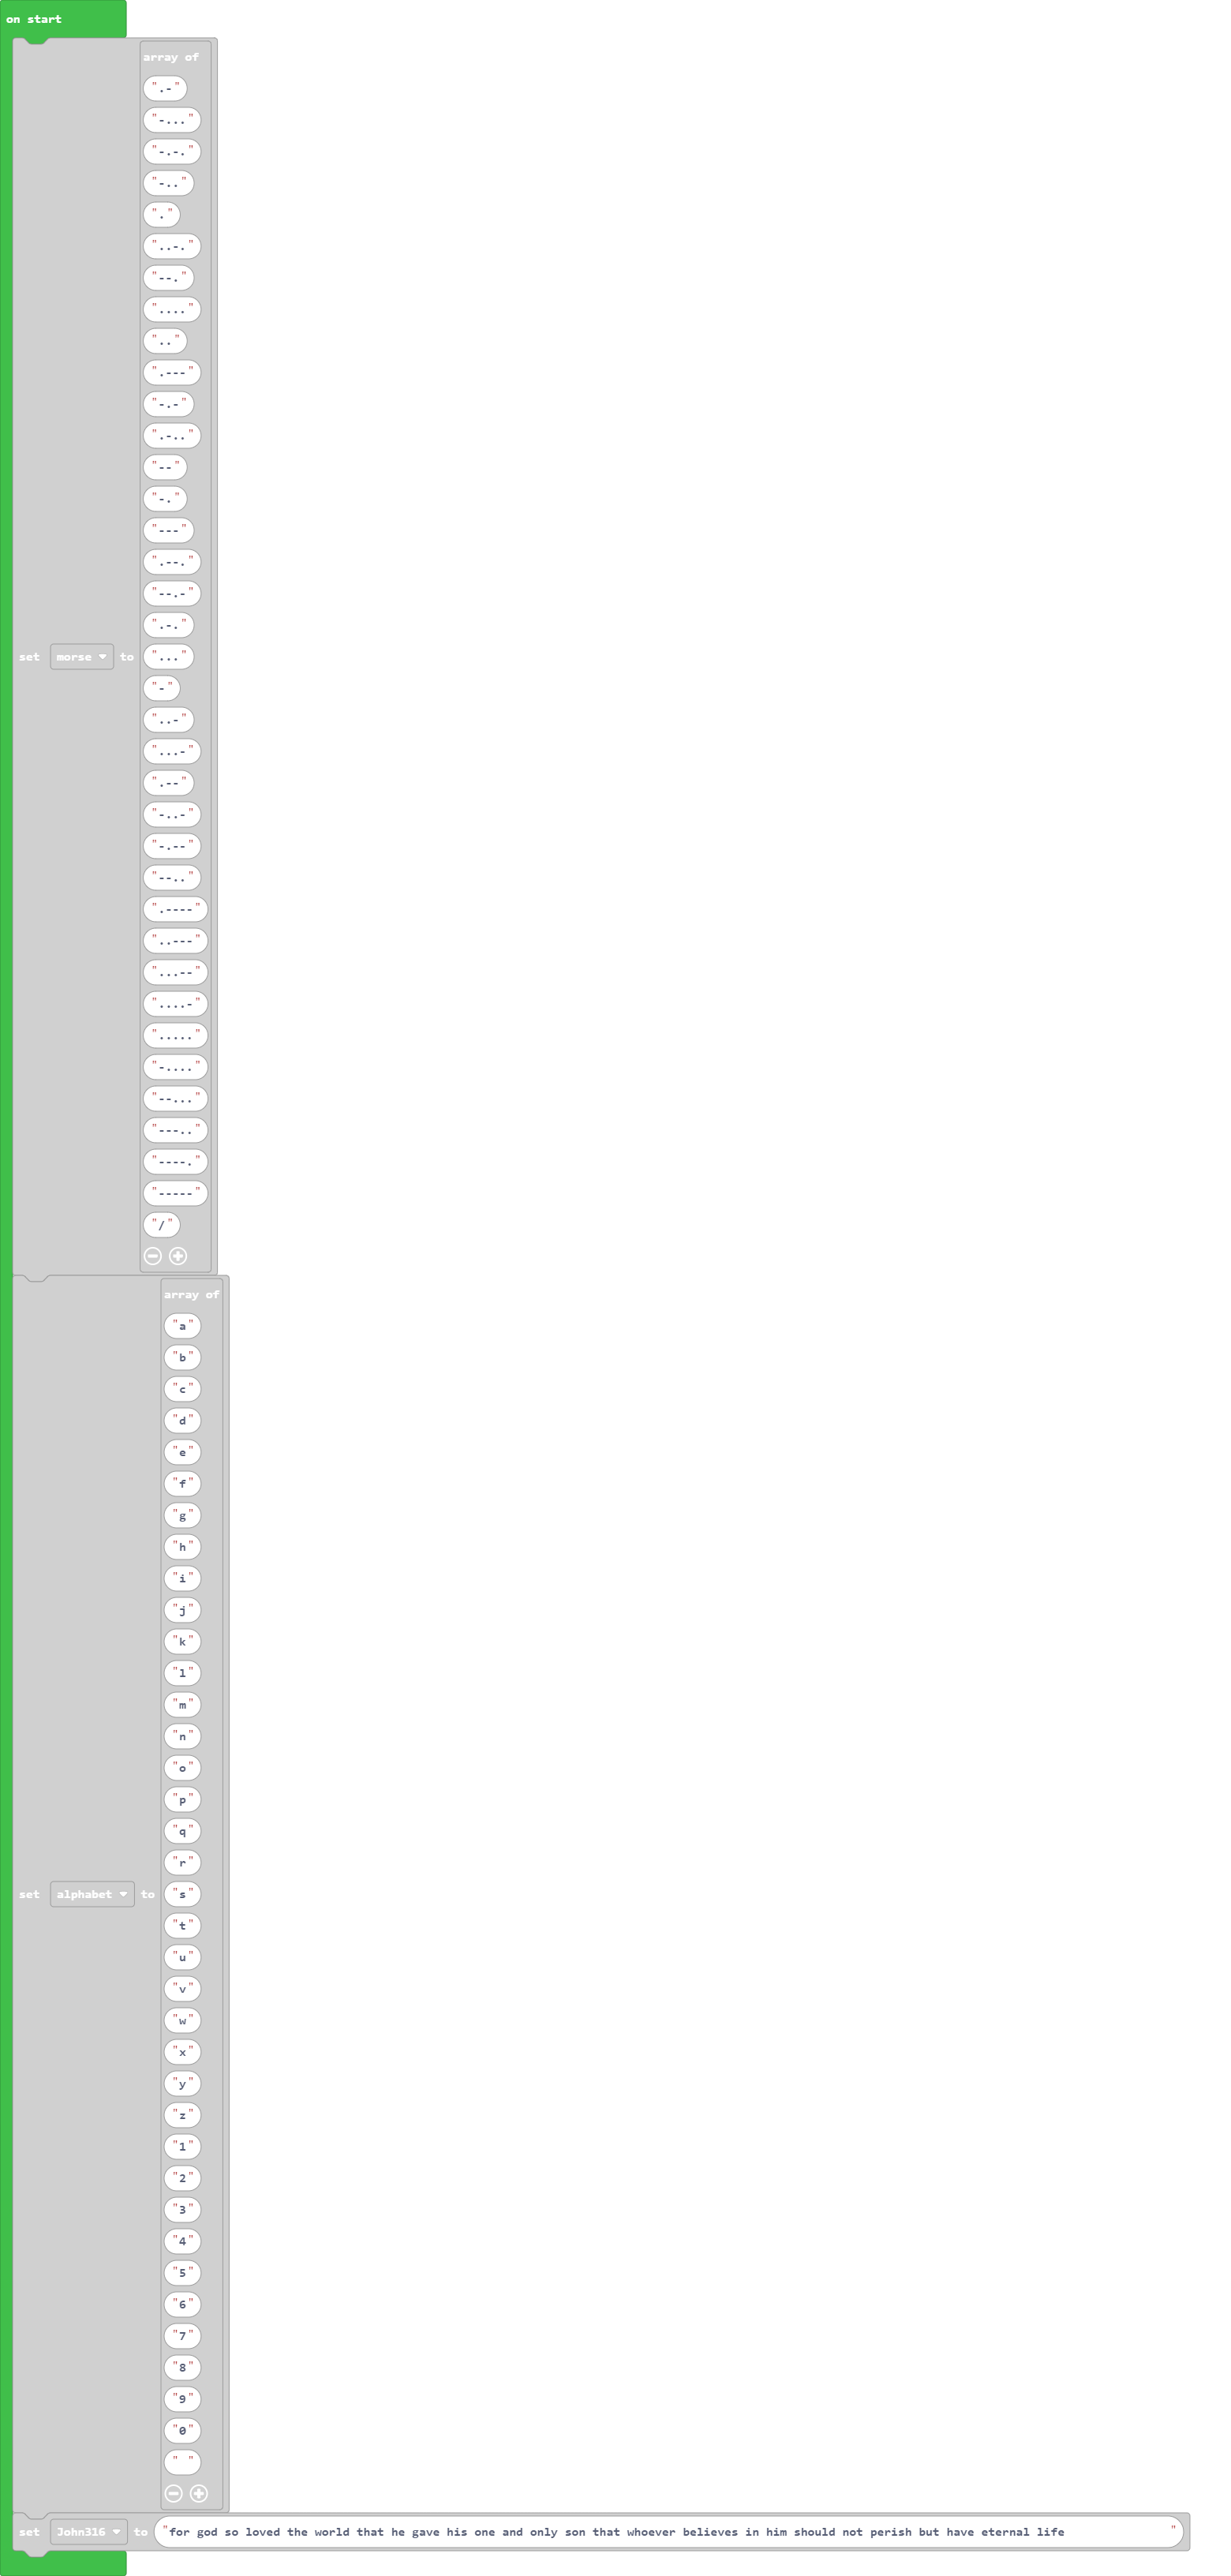 on start
array of
".-"
"-..."
"-.-."
"-.."
"."
"..-."
"--."
"...."
".."
".---"
"-.-"
".-.."
"--"
"-."
"---"
".--."
"--.-"
".-."
set morse to "..."
"-"
"..-"
"...-"
".--"
"-..-"
"-.--"
"--.."
".----"
"..---"
"...--"
"....-"
"....."
"-...."
"--..."
"---.."
"----."
"-----"
"/"
array of
"a"
"b"
"c"
"d"
"e"
"f"
"g"
"h"
"i"
"j"
"k"
"l"
"m"
"n"
"o"
"p"
"q"
"r"
set alphabet to "s"
"t"
"u"
"v"
"w"
"x"
"y"
"z"
"1"
"2"
"3"
"4"
"5"
"6"
"7"
"8"
"9"
"0"
" "
set John316 to "for god so loved the world that he gave his one and only son that whoever believes in him should not perish but have eternal life "